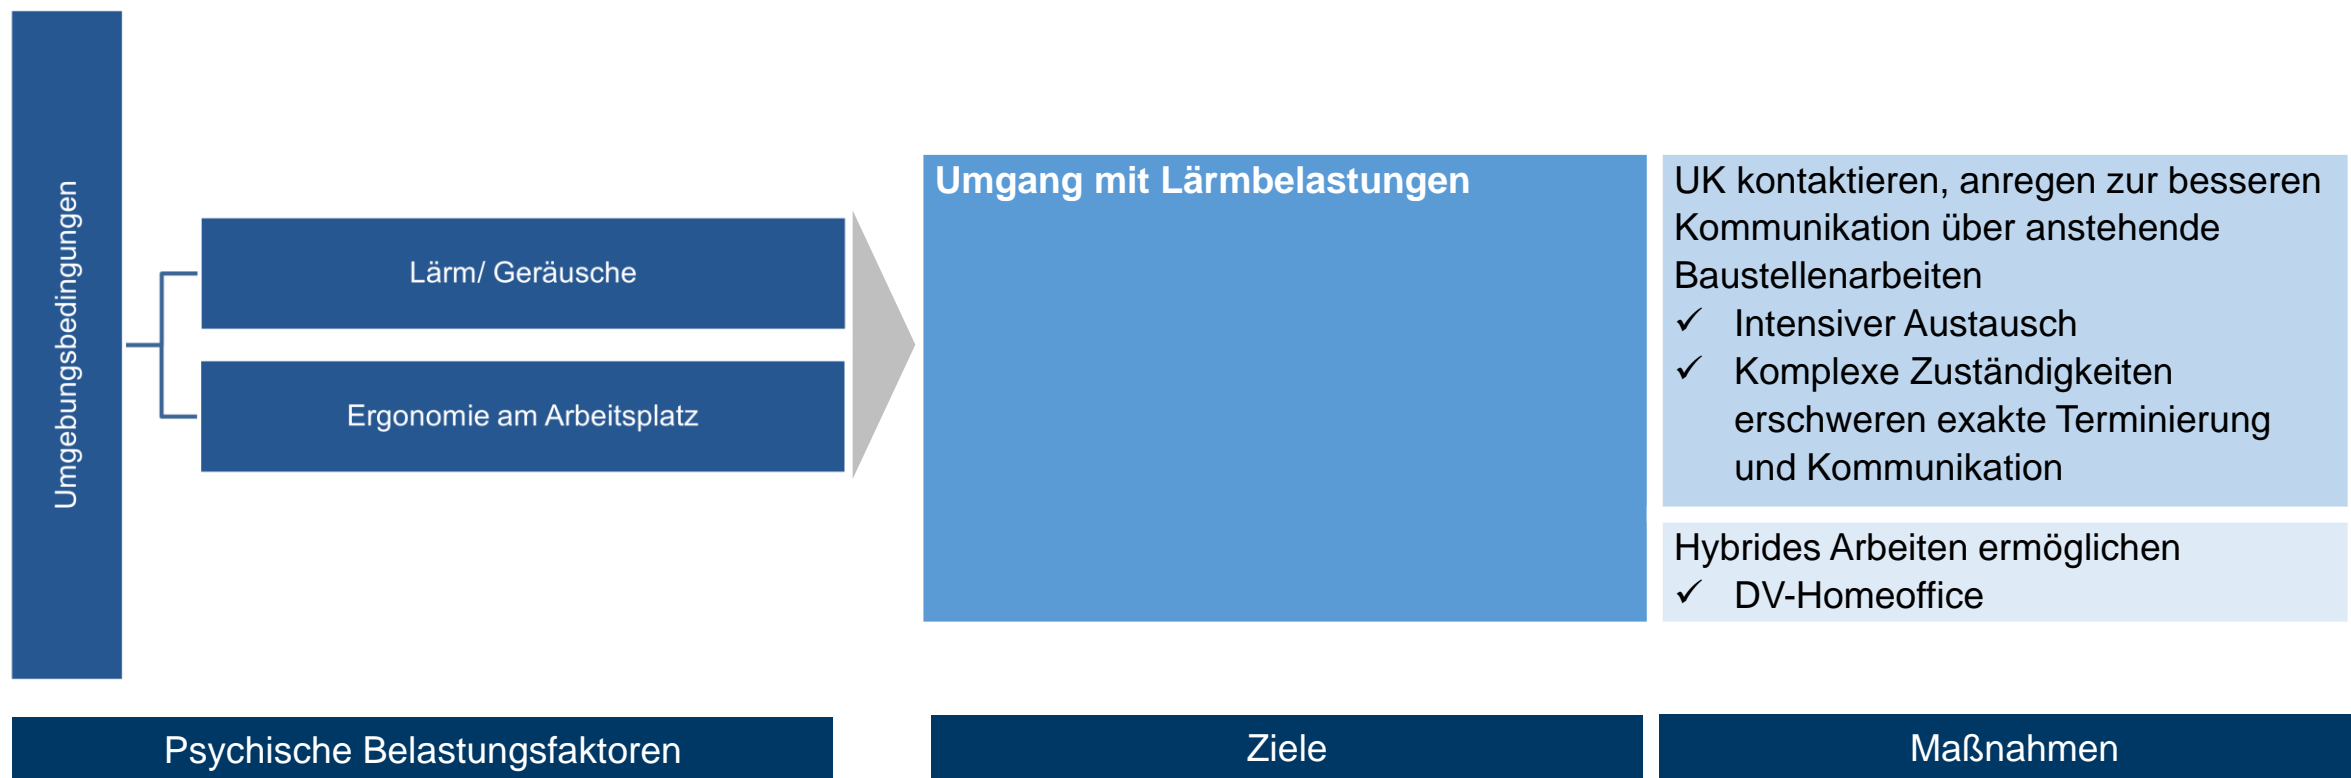 Umgebungsbedingungen
Lärm/ Geräusche
Ergonomie am Arbeitsplatz
Umgang mit Lärmbelastungen
UK kontaktieren, anregen zur besseren
Kommunikation über anstehende
Baustellenarbeiten
✓ Intensiver Austausch
✓ Komplexe Zuständigkeiten
erschweren exakte Terminierung
und Kommunikation
Hybrides Arbeiten ermöglichen
✓ DV-Homeoffice
Psychische Belastungsfaktoren
Ziele
Maßnahmen